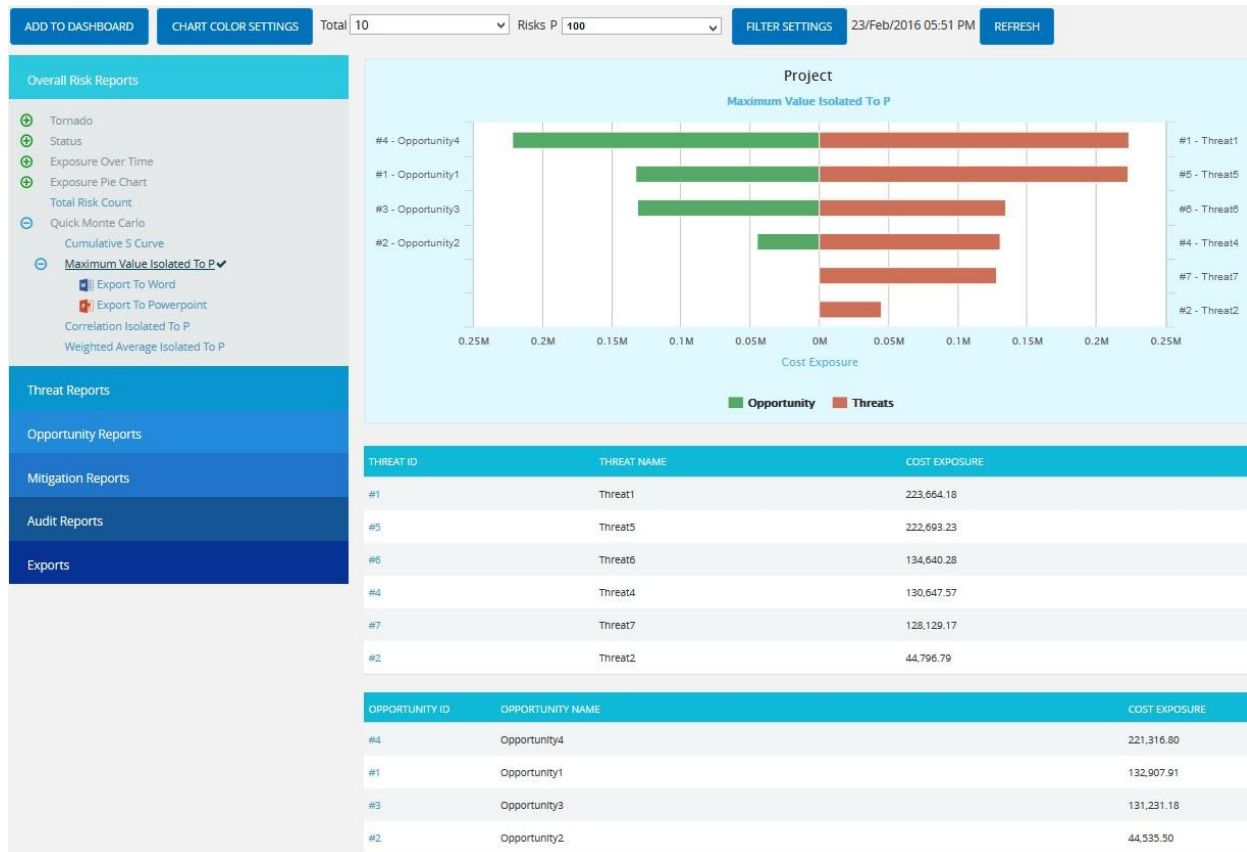 ADD TO DASHBOARD CHART COLOR SETTINGS Total 10 Risks P 100 FILTER SETTINGS 23/Feb/2016 05:51 PM REFRESH
Overall Risk Reports
Tornado
Status
Exposure Over Time
Exposure Pie Chart
Total Risk Count
Quick Monte Carlo
Cumulative S Curve
Maximum Value Isolated To P
Export To Word
Export To Powerpoint
Correlation Isolated To P
Weighted Average Isolated To P
Threat Reports
Opportunity Reports
Mitigation Reports
Audit Reports
Exports
Project
Maximum Value Isolated To P
#4 - Opportunity4 #1 - Threat1
#1 - Opportunity1 #5 - Threat5
#3 - Opportunity3 #6 - Threat6
#2 - Opportunity2 #4 - Threat4
#7 - Threat7
#2 - Threat2
0.25M 0.2M 0.15M 0.1M 0.05M 0M 0.05M 0.1M 0.15M 0.2M 0.25M
Cost Exposure
Opportunity Threats
THREAT ID THREAT NAME COST EXPOSURE
#1 Threat1 223,664.18
#5 Threat5 222,693.23
#6 Threat6 134,640.28
#4 Threat4 130,647.57
#7 Threat7 128,129.17
#2 Threat2 44,796.79
OPPORTUNITY ID OPPORTUNITY NAME COST EXPOSURE
#4 Opportunity4 221,316.80
#1 Opportunity1 132,907.91
#3 Opportunity3 131,231.18
#2 Opportunity2 44,535.50